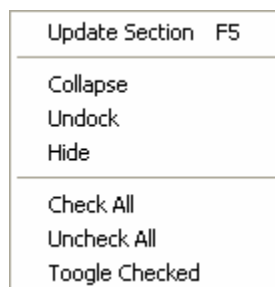 Update Section F5
Collapse
Undock
Hide
Check All
Uncheck All
Toogle Checked